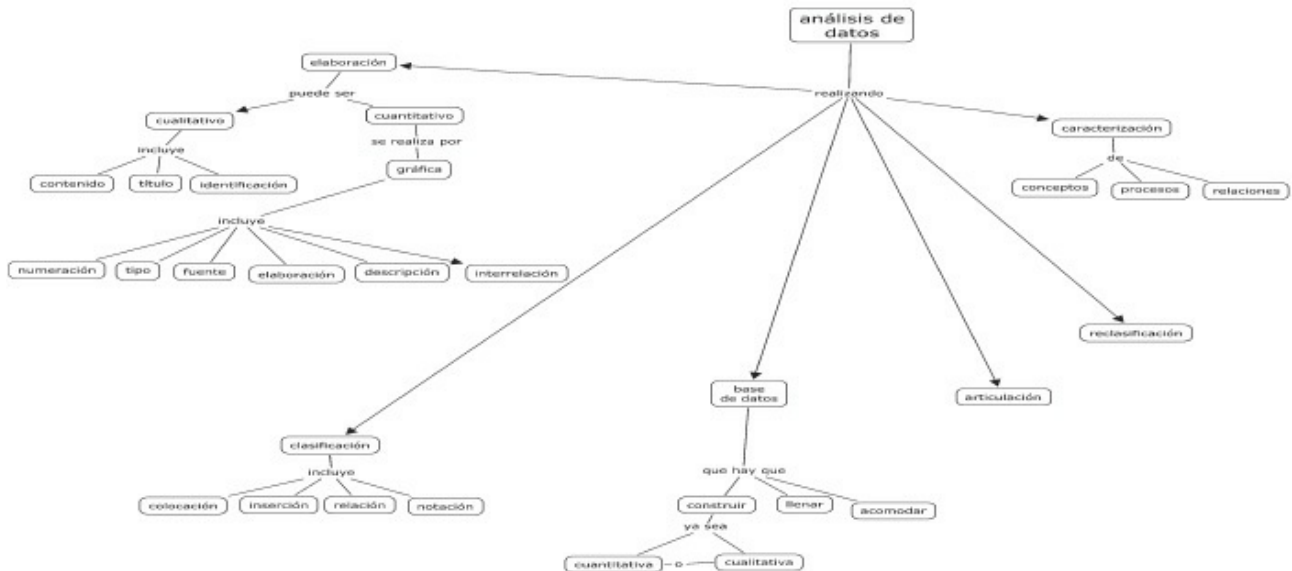 análisis de
datos
elaboración
puede ser
realizando
cualitativo
cuantitativo
caracterización
incluye
se realiza por
de
contenido
título
identificación
gráfica
conceptos
procesos
relaciones
incluye
numeración
tipo
fuente
elaboración
descripción
interrelación
reclasificación
base
de datos
articulación
clasificación
incluye
que hay que
colocación
inserción
relación
notación
construir
llenar
acomodar
ya sea
cuantitativa
o
cualitativa